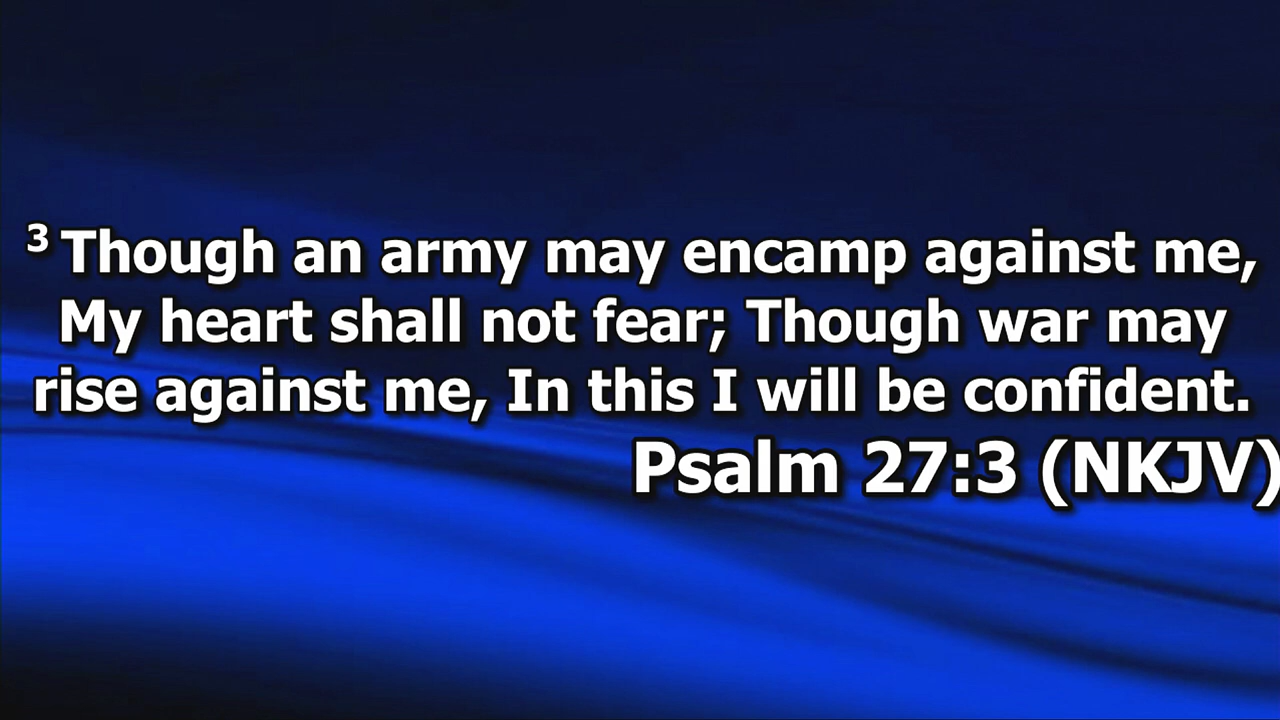 3 Though an army may encamp against me,
My heart shall not fear; Though war may
rise against me, In this I will be confident.
Psalm 27:3 (NKJV)